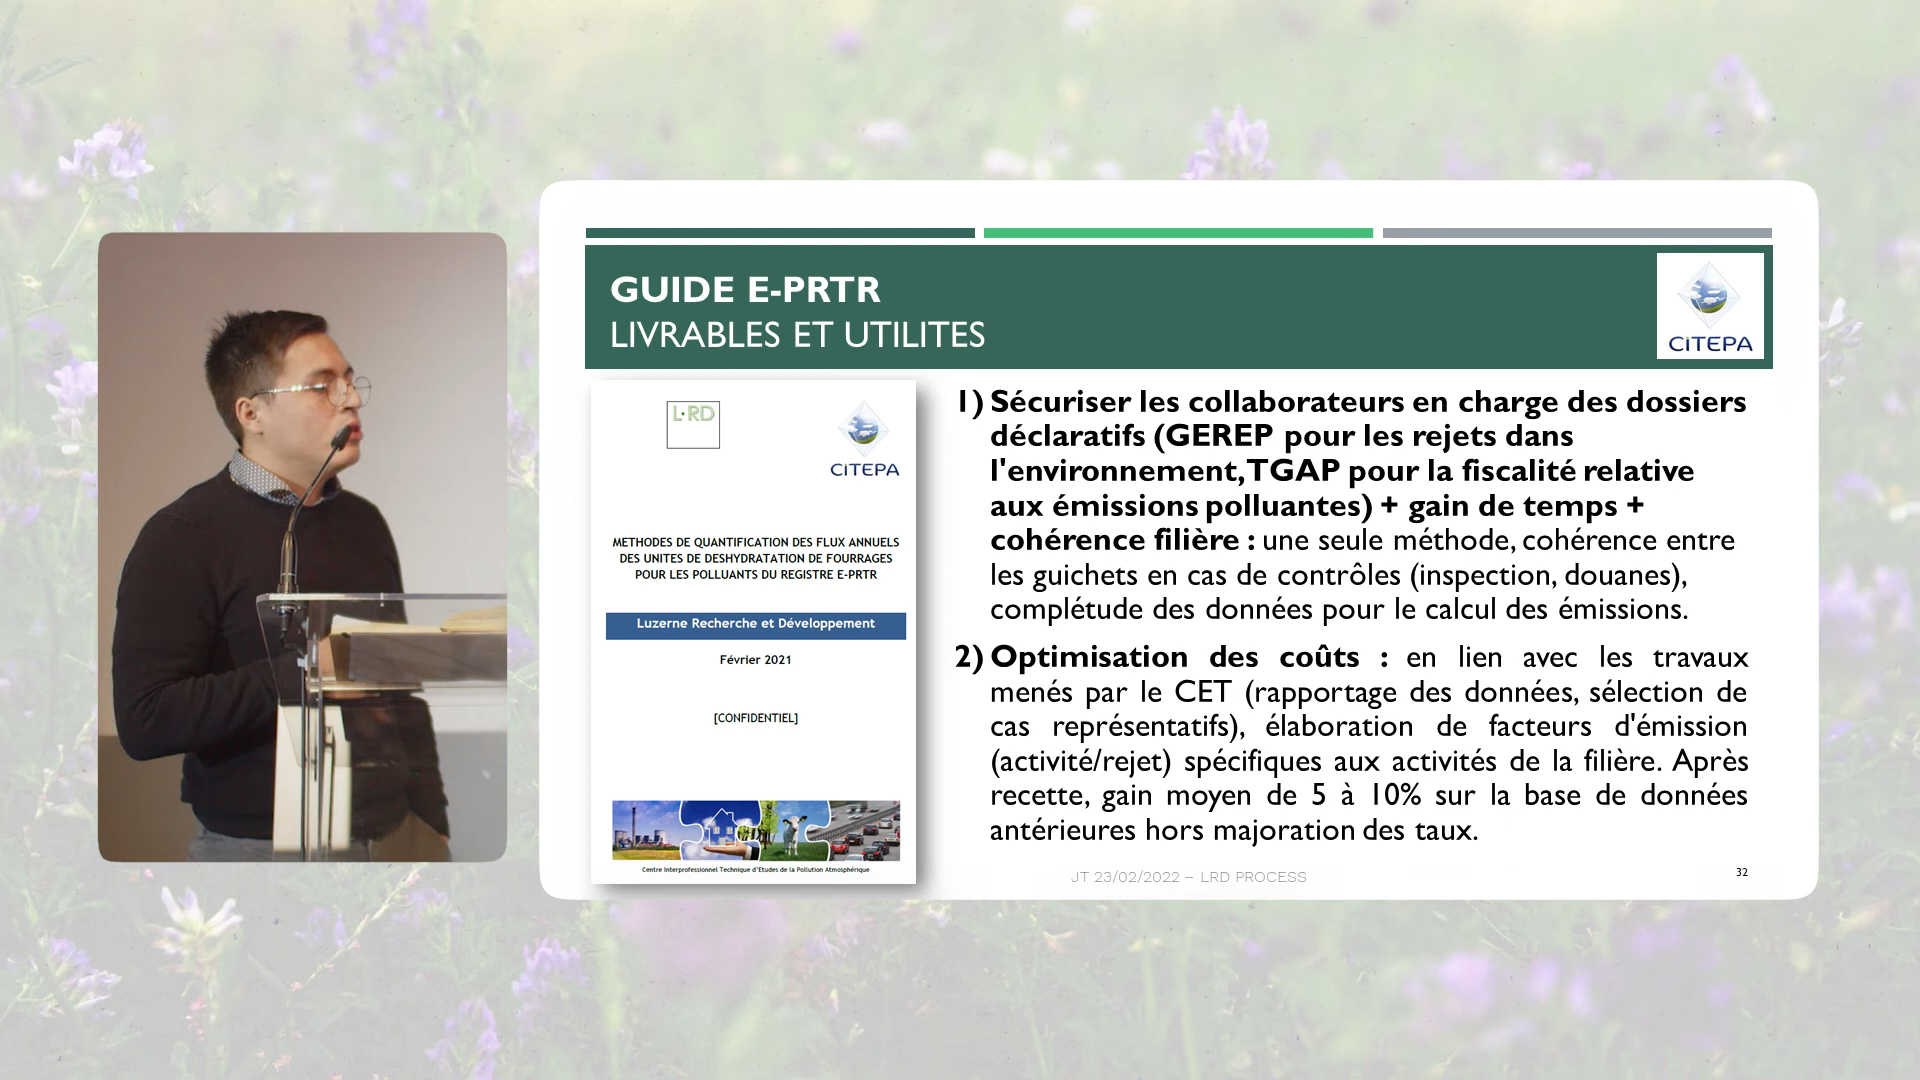 GUIDE E-PRTR
LIVRABLES ET UTILITES
CITEPA
L·RD
CITEPA
METHODES DE QUANTIFICATION DES FLUX ANNUELS
DES UNITES DE DESHYDRATATION DE FOURRAGES
POUR LES POLLUANTS DU REGISTRE E-PRTR
Luzerne Recherche et Développement
Février 2021
[CONFIDENTIEL]
Centre Interprofessionnel Technique d'Etudes de la Pollution Atmosphérique
1) Sécuriser les collaborateurs en charge des dossiers
déclaratifs (GEREP pour les rejets dans
l'environnement, TGAP pour la fiscalité relative
aux émissions polluantes) + gain de temps +
cohérence filière : une seule méthode, cohérence entre
les guichets en cas de contrôles (inspection, douanes),
complétude des données pour le calcul des émissions.
2) Optimisation des coûts : en lien avec les travaux
menés par le CET (rapportage des données, sélection de
cas représentatifs), élaboration de facteurs d'émission
(activité/rejet) spécifiques aux activités de la filière. Après
recette, gain moyen de 5 à 10% sur la base de données
antérieures hors majoration des taux.
JT 23/02/2022 – LRD PROCESS
32